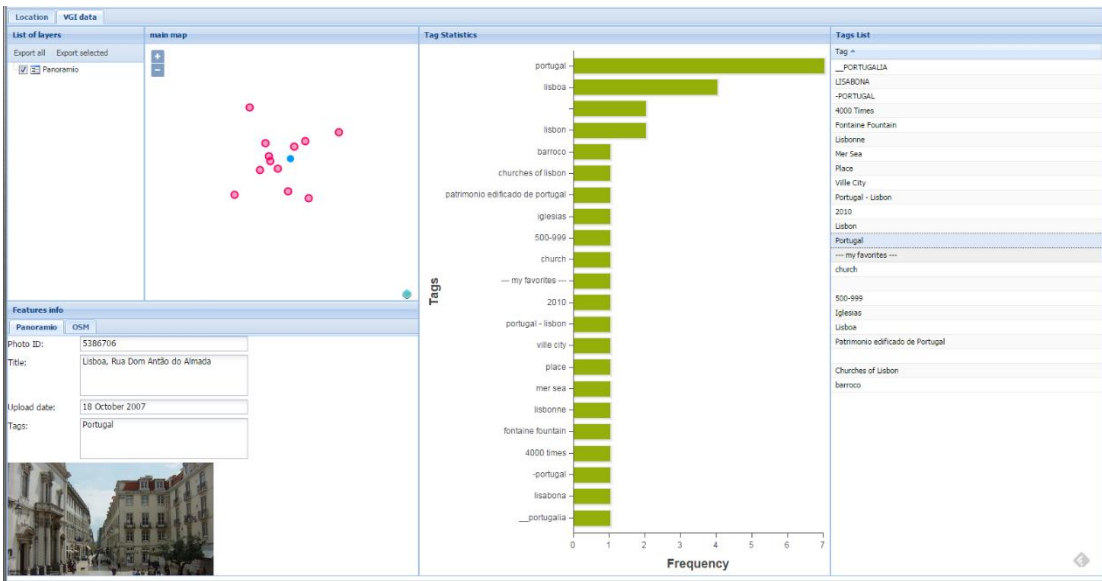 Location VGI data
List of layers
Export all Export selected
Panoramio
main map
+
-
Features info
Panoramio OSM
Photo ID: 5386706
Title: Lisboa, Rua Dom Antão do Almada
Upload date: 18 October 2007
Tags: Portugal
Tag Statistics
Tags
portugal
lisboa
lisbon
barroco
churches of lisbon
patrimonio edificado de portugal
iglesias
500-999
church
--- my favorites ---
2010
portugal - lisbon
ville city
place
mer sea
lisbonne
fontaine fountain
4000 times
-portugal
lisabona
__portugalia
0 1 2 3 4 5 6 7
Frequency
Tags List
Tag
__PORTUGALIA
LISABONA
-PORTUGAL
4000 Times
Fontaine Fountain
Lisbonne
Mer Sea
Place
Ville City
Portugal - Lisbon
2010
Lisbon
Portugal
--- my favorites ---
church
500-999
Iglesias
Lisboa
Patrimonio edificado de Portugal
Churches of Lisbon
barroco